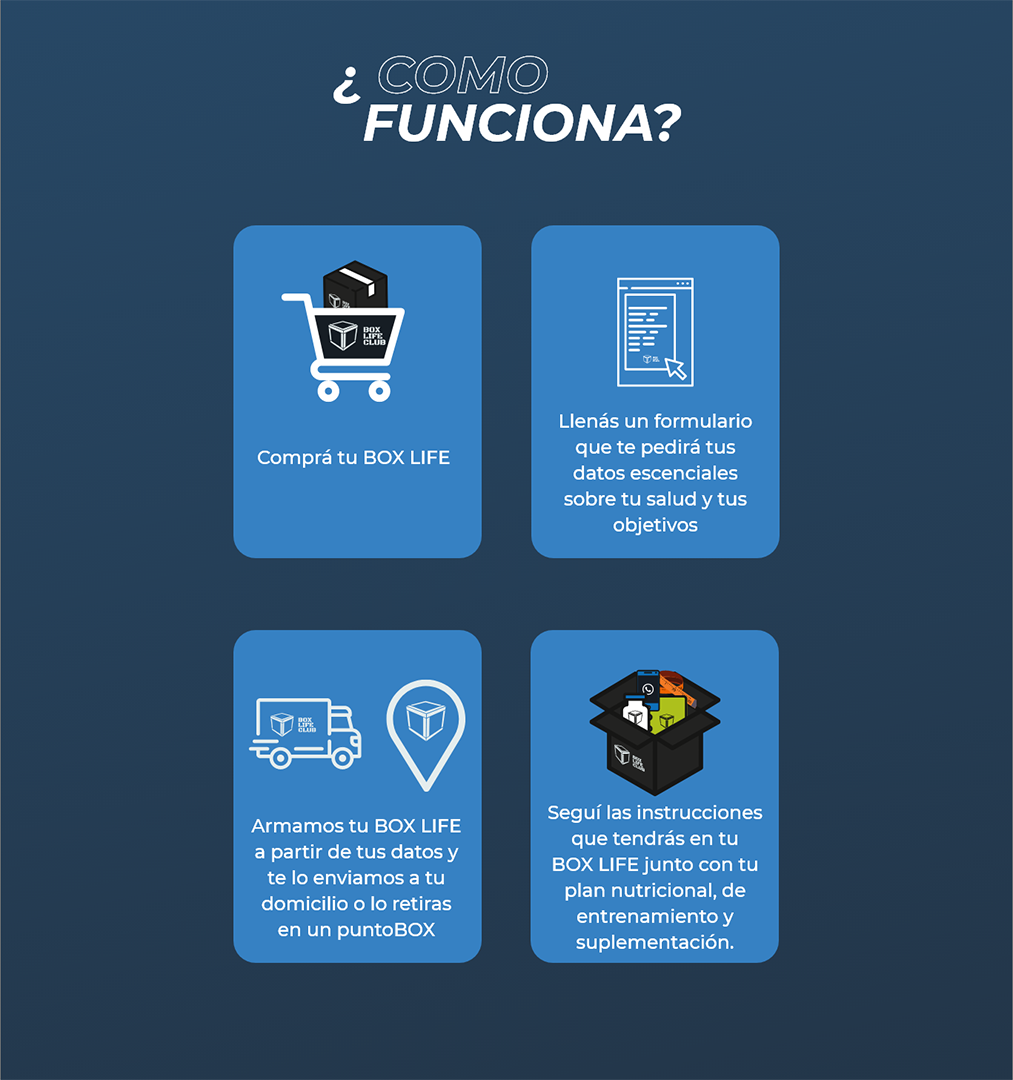 ¿ COMO
FUNCIONA?
BOX
LIFE
CLUB
Comprá tu BOX LIFE
Llenás un formulario
que te pedirá tus
datos escenciales
sobre tu salud y tus
objetivos
BOX
LIFE
CLUB
Armamos tu BOX LIFE
a partir de tus datos y
te lo enviamos a tu
domicilio o lo retiras
en un puntoBOX
BOX
LIFE
CLUB
Seguí las instrucciones
que tendrás en tu
BOX LIFE junto con tu
plan nutricional, de
entrenamiento y
suplementación.